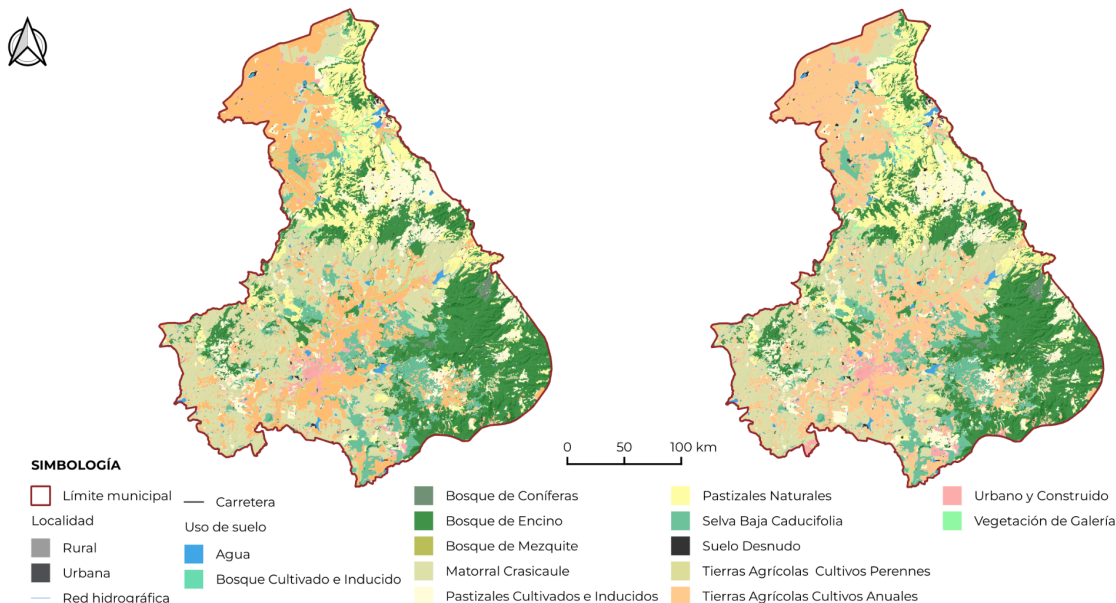 0 50 100 km
SIMBOLOGÍA
Límite municipal
Localidad
Rural
Urbana
Red hidrográfica
Carretera
Uso de suelo
Agua
Bosque Cultivado e Inducido
Bosque de Coníferas
Bosque de Encino
Bosque de Mezquite
Matorral Crasicaule
Pastizales Cultivados e Inducidos
Pastizales Naturales
Selva Baja Caducifolia
Suelo Desnudo
Tierras Agrícolas Cultivos Perennes
Tierras Agrícolas Cultivos Anuales
Urbano y Construido
Vegetación de Galería